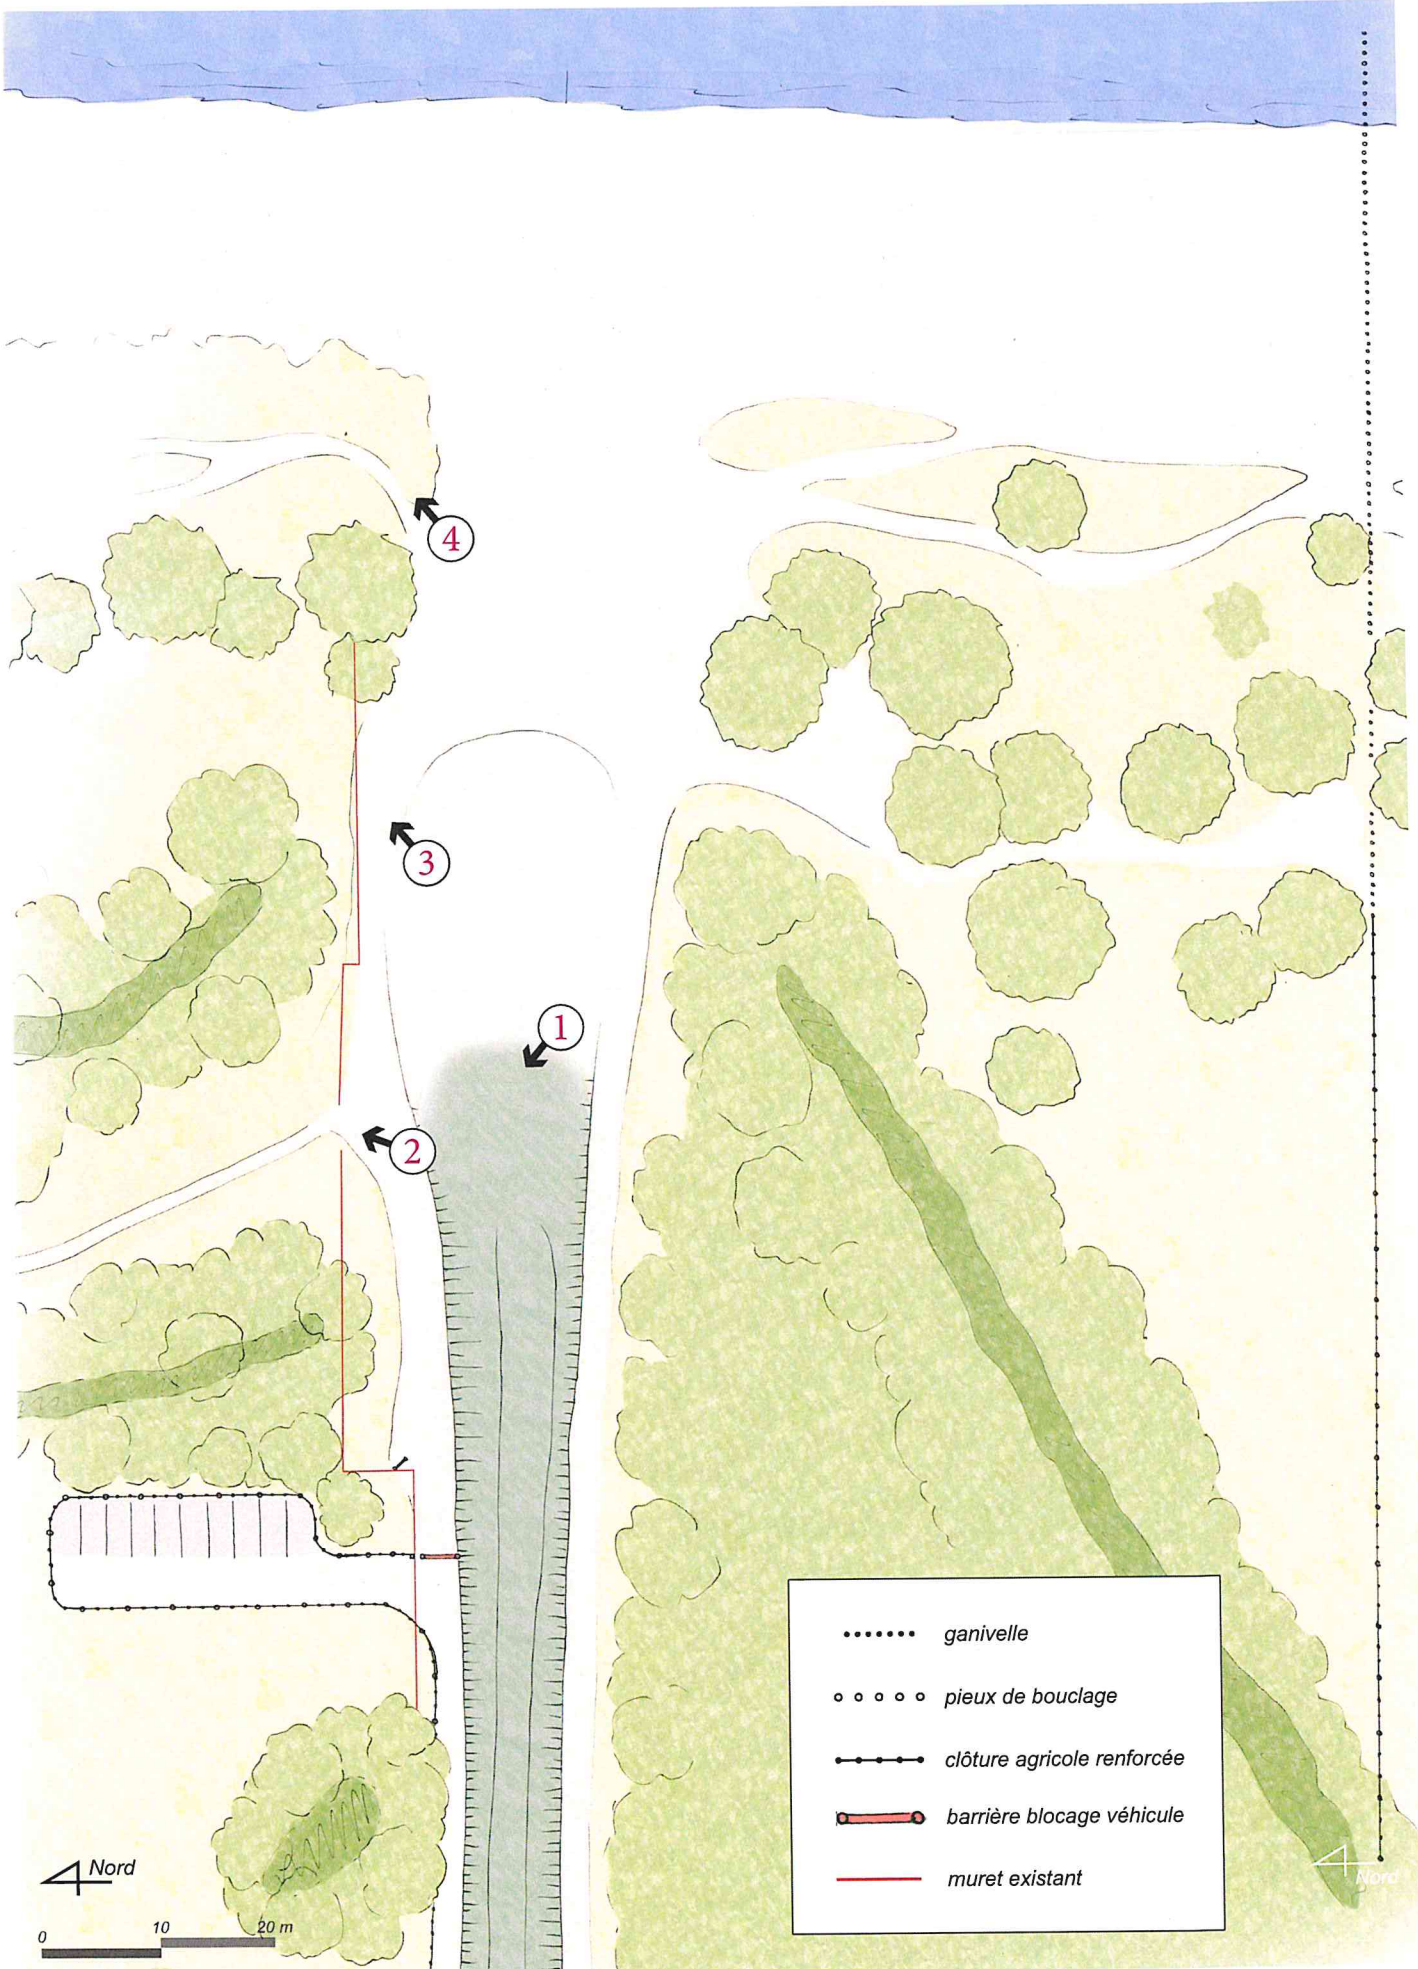 4
3
1
2
ganivelle
pieux de bouclage
clôture agricole renforcée
barrière blocage véhicule
muret existant
Nord
Nord
0 10 20 m